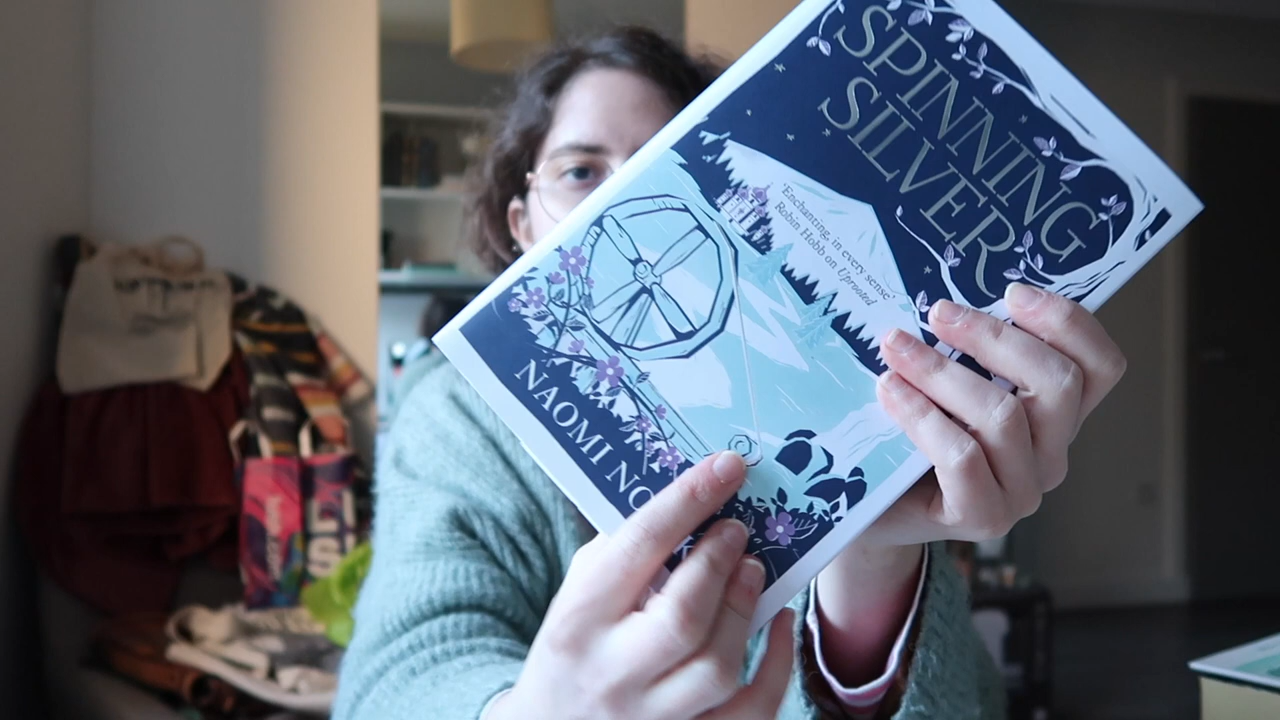 SPINNING
SILVER
'Enchanting, in every sense'
Robin Hobb on Uprooted
NAOMI NO K